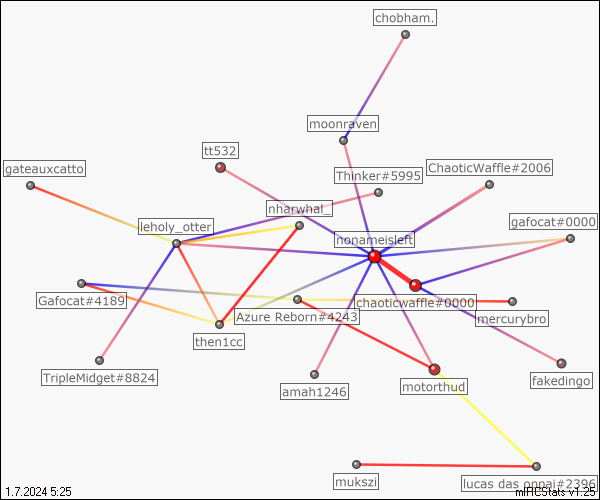 chobham.
moonraven
tt532
gateauxcatto
Thinker#5995
ChaoticWaffle#2006
nharwhal_
gafocat#0000
leholy_otter
nonameisleft
Gafocat#4189
chaoticwaffle#0000
Azure Reborn#4243
mercurybro
then1cc
TripleMidget#8824
amah1246
motorthud
fakedingo
mukszi
lucas das oppai#2396
1.7.2024 5:25
mIRCStats v1.25